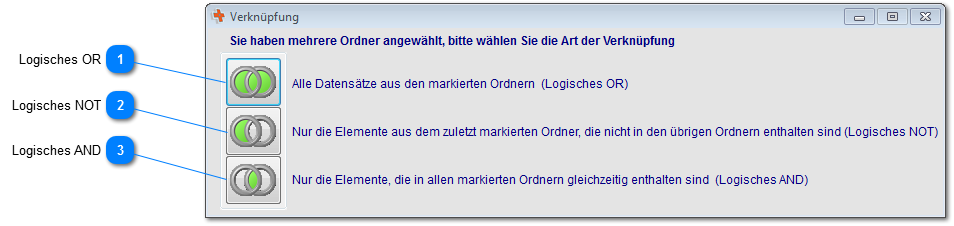 Verknüpfung
Sie haben mehrere Ordner angewählt, bitte wählen Sie die Art der Verknüpfung
Logisches OR 1
Alle Datensätze aus den markierten Ordnern (Logisches OR)
Logisches NOT 2
Nur die Elemente aus dem zuletzt markierten Ordner, die nicht in den übrigen Ordnern enthalten sind (Logisches NOT)
Logisches AND 3
Nur die Elemente, die in allen markierten Ordnern gleichzeitig enthalten sind (Logisches AND)